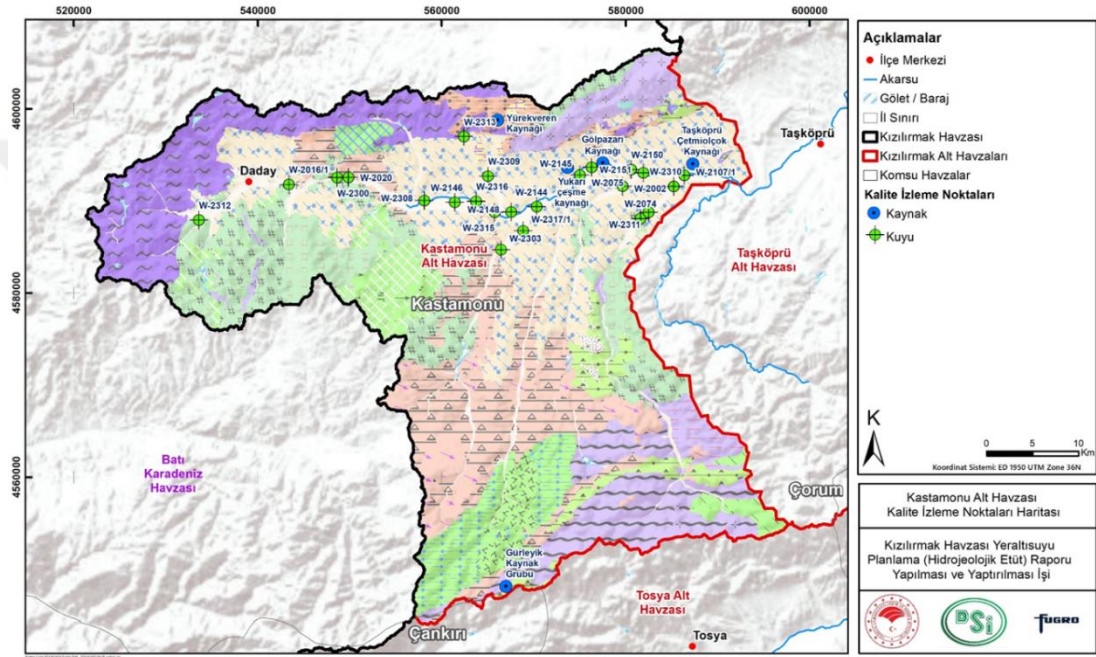 520000
540000
560000
580000
600000
4600000
4580000
4560000
W-2313
Yürekveren
Kaynağı
Gölpazarı
Kaynağı
Taşköprü
Çetmiolçok
Kaynağı
Taşköprü
W-2309
W-2145
W-2150
W-2151
W-2310
W-2107/1
W-2016/1
W-2020
Daday
W-2300
W-2316
W-2075
W-2002
Yukarı
çeşme
kaynağı
W-2146
W-2144
W-2308
W-2148
W-2074
W-2312
W-2317/1
W-2311
W-2315
W-2303
Kastamonu
Alt Havzası
Taşköprü
Alt Havzası
Kastamonu
Batı
Karadeniz
Havzası
Çorum
Gürleyik
Kaynak
Grubu
Tosya Alt
Havzası
Çankırı
Tosya
Açıklamalar
İlçe Merkezi
Akarsu
Gölet / Baraj
İl Sınırı
Kızılırmak Havzası
Kızılırmak Alt Havzaları
Komsu Havzalar
Kalite İzleme Noktaları
Kaynak
Kuyu
K
0 5 10
Km
Koordinat Sistemi: ED 1950 UTM Zone 36N
Kastamonu Alt Havzası
Kalite İzleme Noktaları Haritası
Kızılırmak Havzası Yeraltısuyu
Planlama (Hidrojeolojik Etüt) Raporu
Yapılması ve Yaptırılması İşi
DSİ
FUGRO